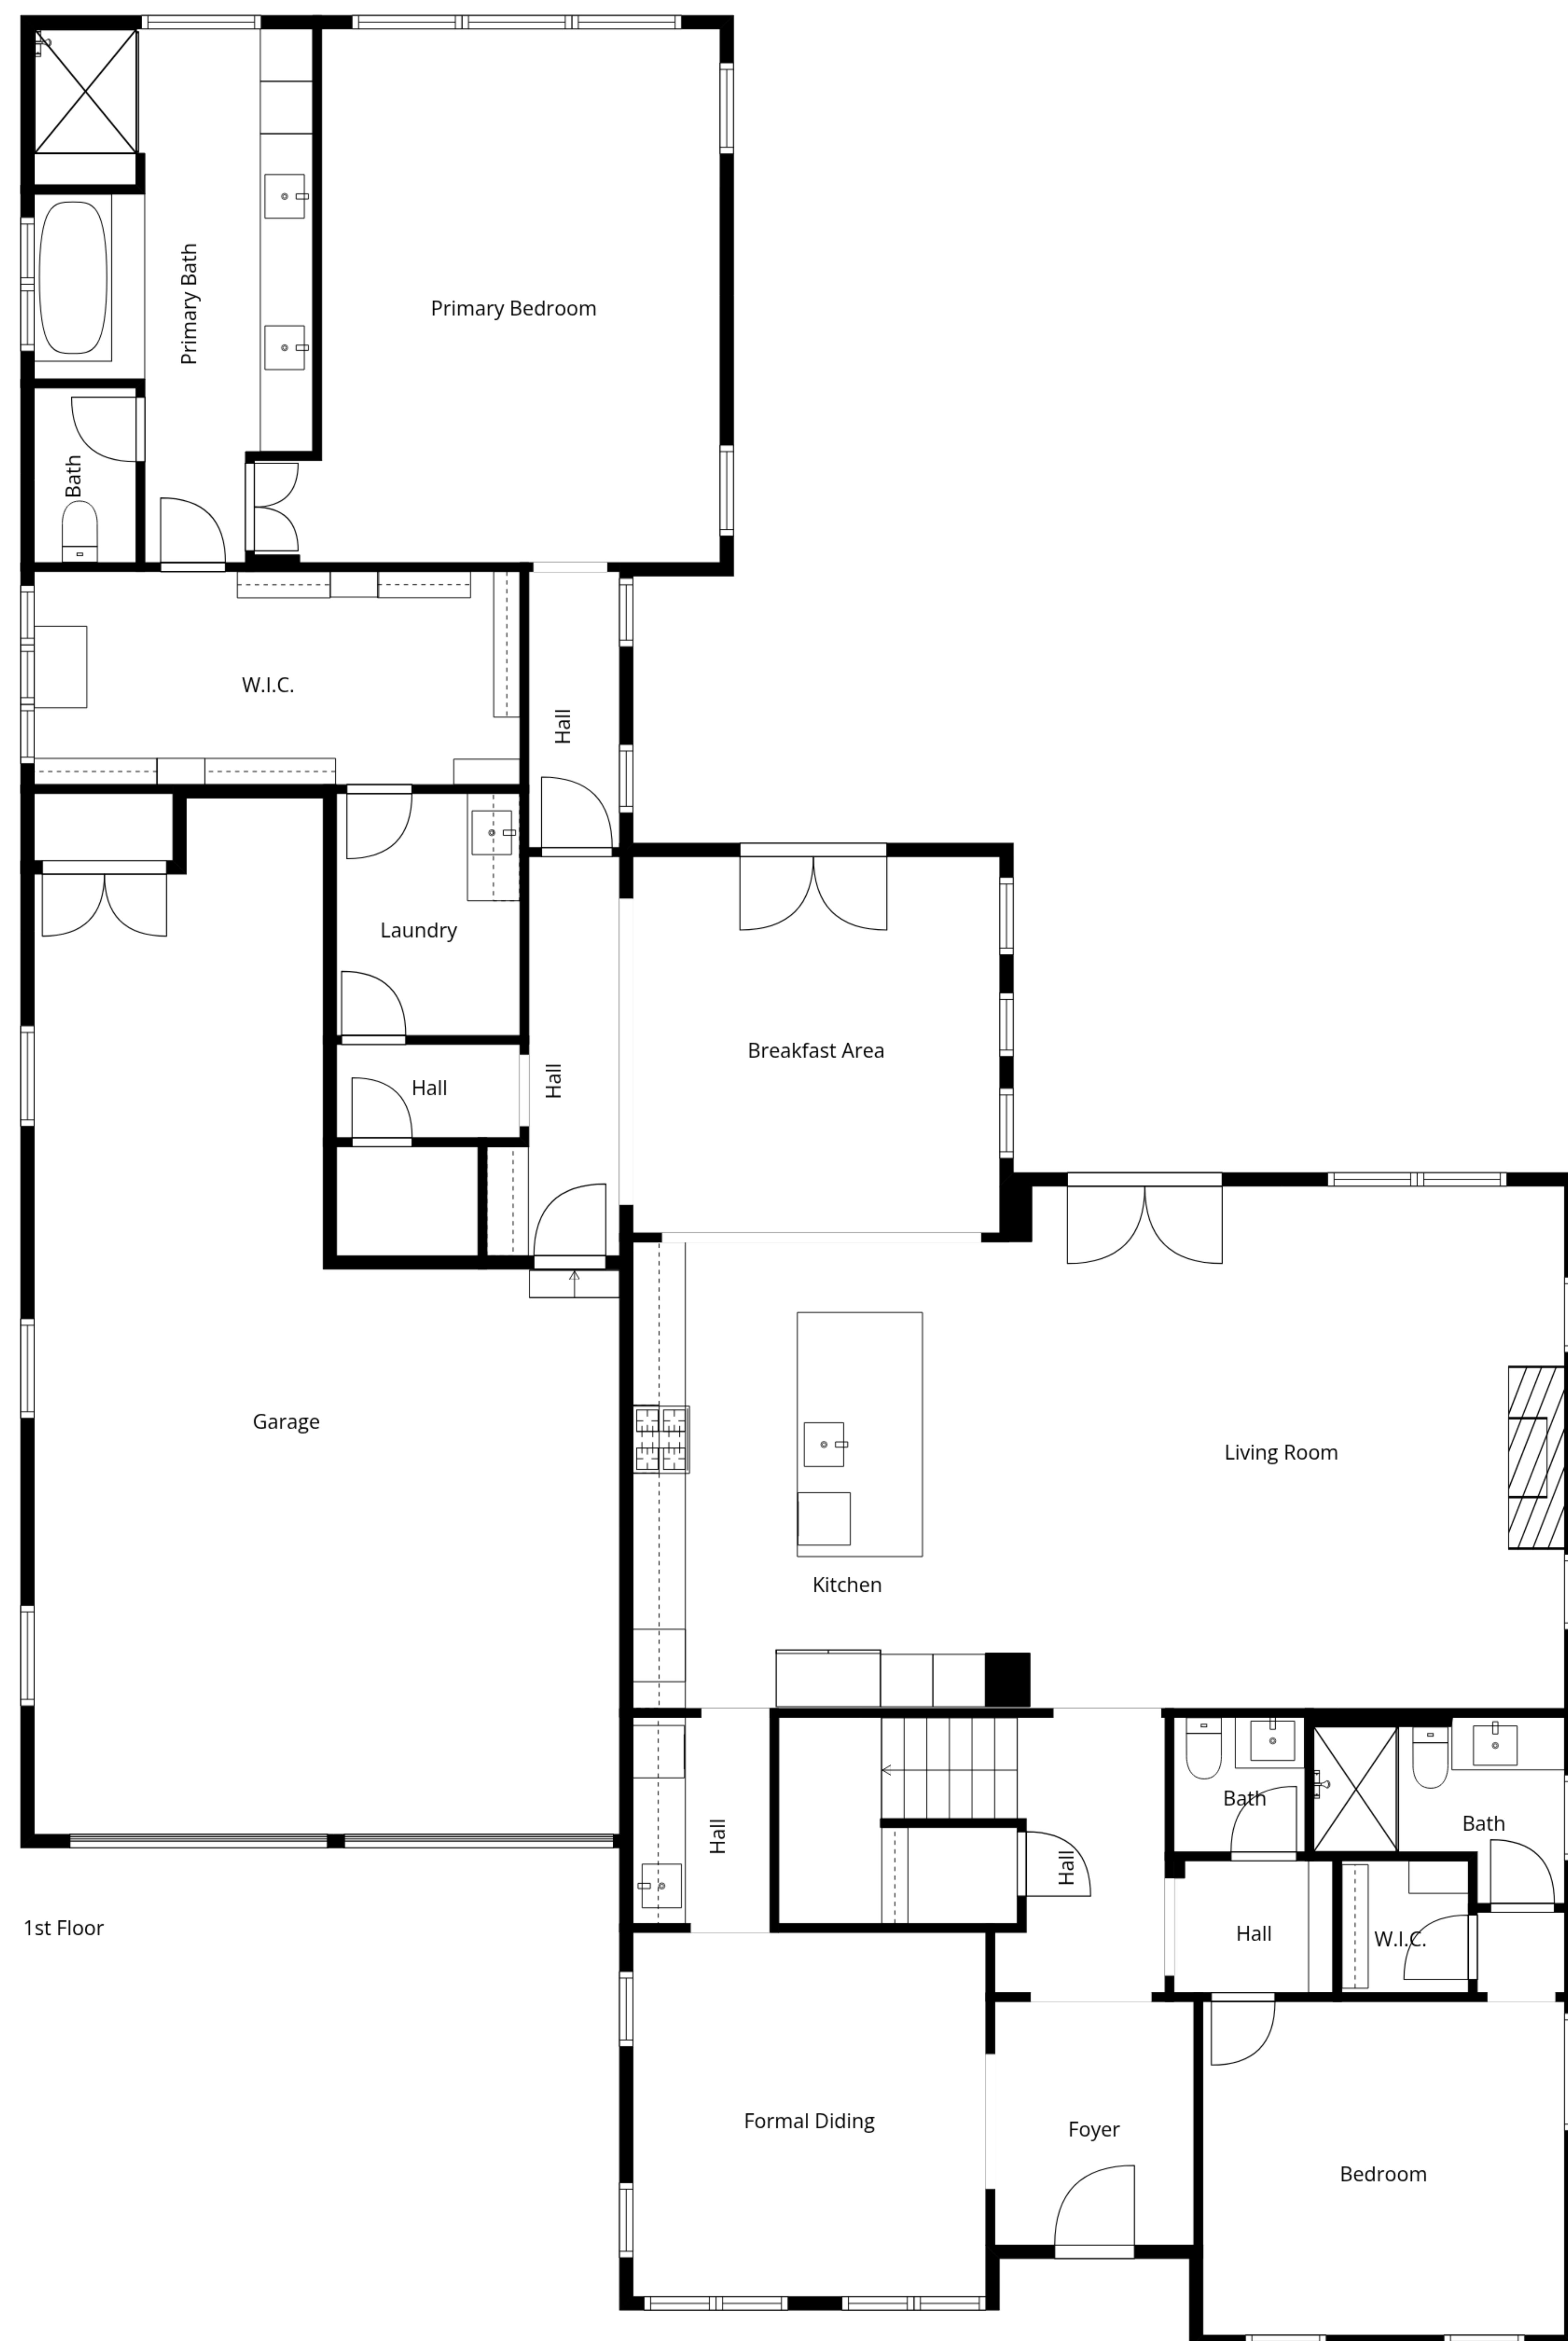 Primary Bath
Primary Bedroom
Bath
W.I.C.
Hall
Laundry
Breakfast Area
Hall
Hall
Garage
Living Room
Kitchen
Bath
Bath
Hall
Hall
1st Floor
Hall
W.I.C.
Formal Diding
Foyer
Bedroom